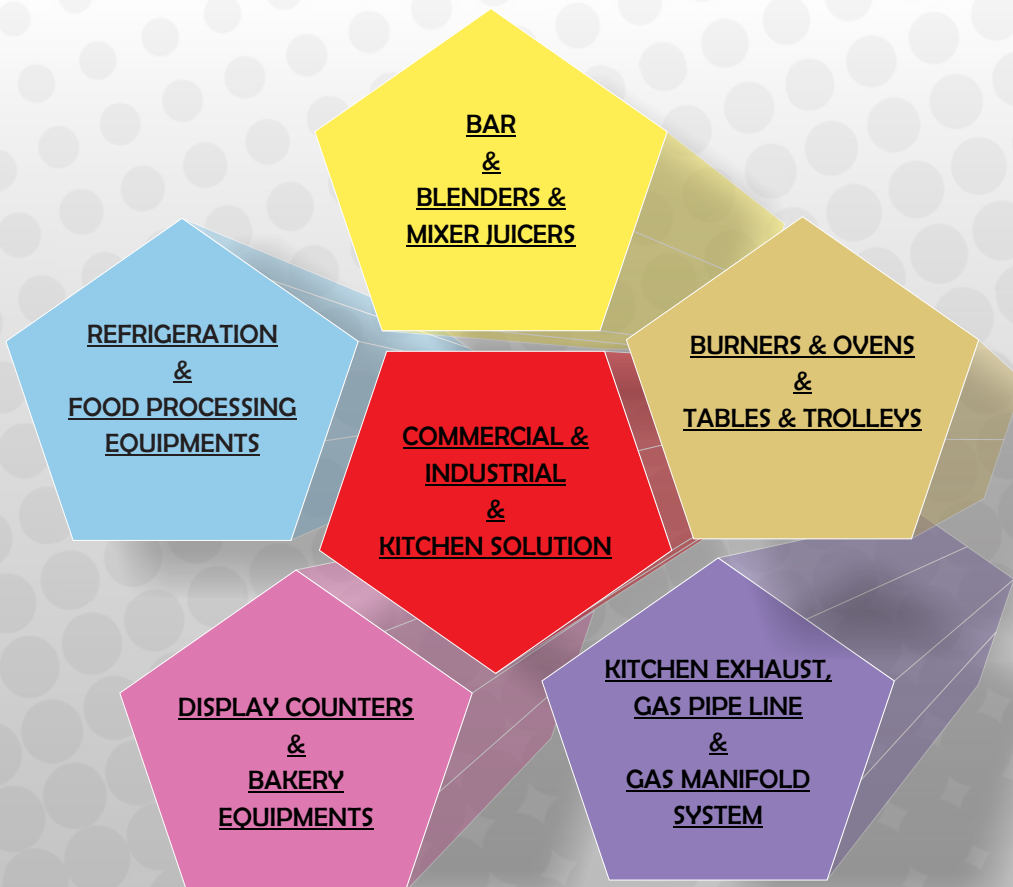 BAR
&
BLENDERS &
MIXER JUICERS
REFRIGERATION
&
FOOD PROCESSING
EQUIPMENTS
BURNERS & OVENS
&
TABLES & TROLLEYS
COMMERCIAL &
INDUSTRIAL
&
KITCHEN SOLUTION
DISPLAY COUNTERS
&
BAKERY
EQUIPMENTS
KITCHEN EXHAUST,
GAS PIPE LINE
&
GAS MANIFOLD
SYSTEM